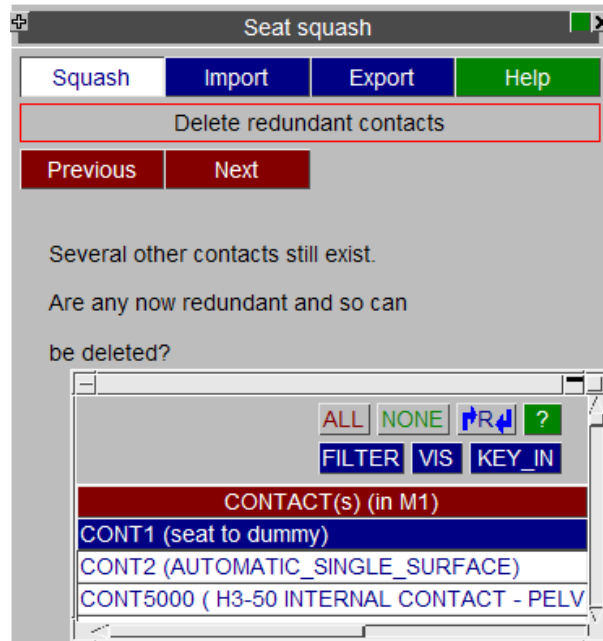 Seat squash
Squash Import Export Help
Delete redundant contacts
Previous Next
Several other contacts still exist.
Are any now redundant and so can
be deleted?
ALL NONE R ?
FILTER VIS KEY_IN
CONTACT(s) (in M1)
CONT1 (seat to dummy)
CONT2 (AUTOMATIC_SINGLE_SURFACE)
CONT5000 ( H3-50 INTERNAL CONTACT - PELV